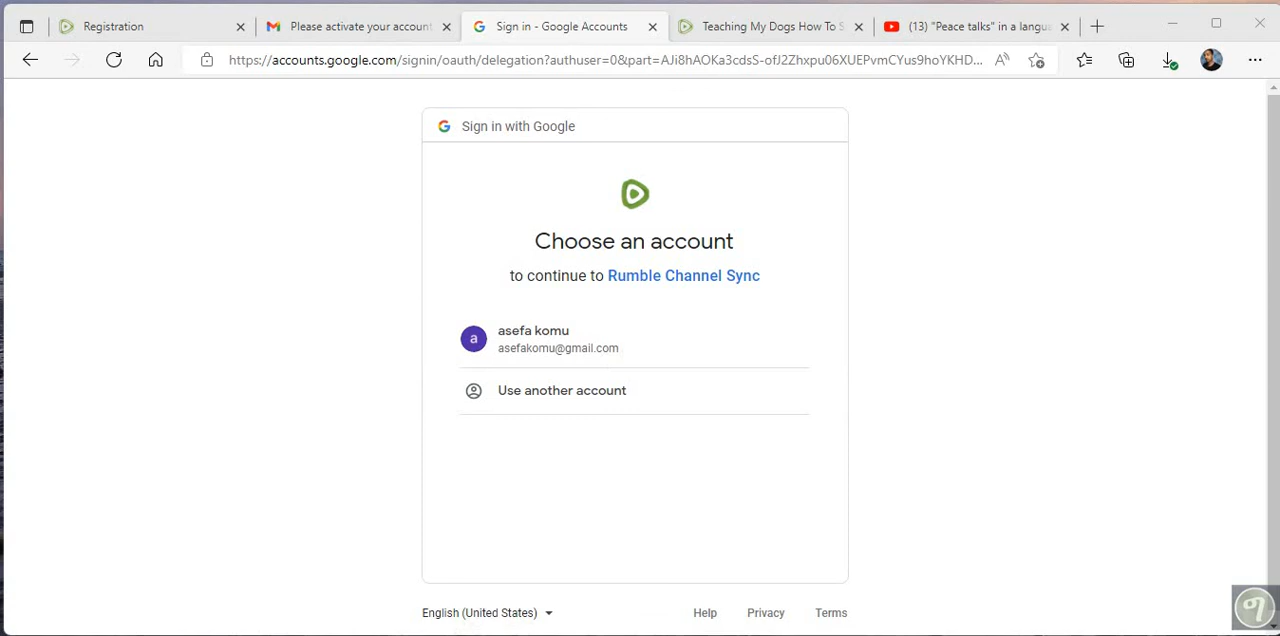 Registration
Please activate your account
Sign in - Google Accounts
Teaching My Dogs How To S
(13) "Peace talks" in a langu
https://accounts.google.com/signin/oauth/delegation?authuser=0&part=AJi8hAOKa3cdsS-ofJ2Zhxpu06XUEPvmCYus9hoYKHD...
Sign in with Google
Choose an account
to continue to Rumble Channel Sync
a
asefa komu
asefakomu@gmail.com
Use another account
English (United States)
Help
Privacy
Terms